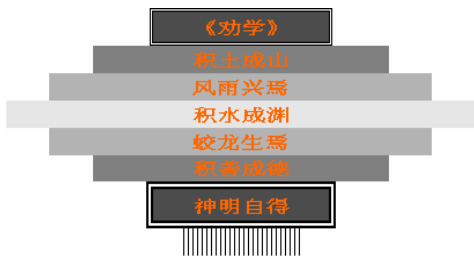 《劝学》
积土成山
风雨兴焉
积水成渊
蛟龙生焉
积善成德
神明自得